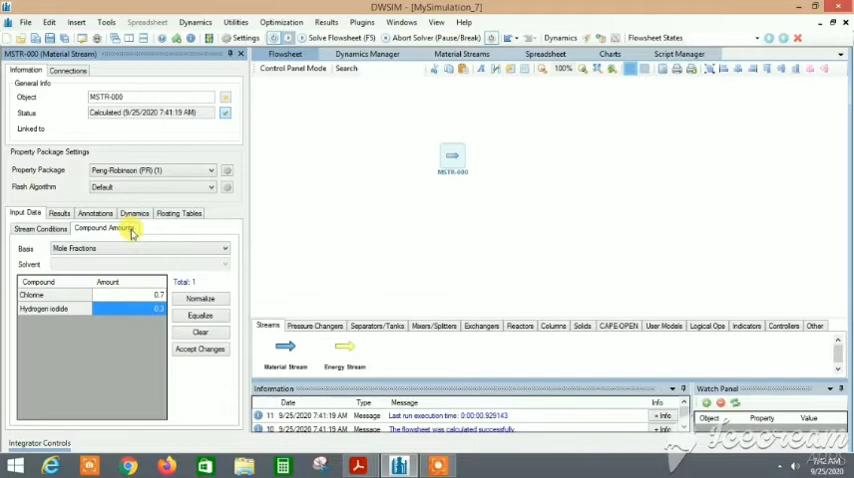 DWSIM - [MySimulation_7]
File Edit Insert Tools Spreadsheet Dynamics Utilities Optimization Results Plugins Windows View Help
Settings Solve Flowsheet (F5) Abort Solver (Pause/Break) Dynamics Flowsheet States
MSTR-000 (Material Stream)
Flowsheet Dynamics Manager Material Streams Spreadsheet Charts Script Manager
Control Panel Mode Search 100%
Information Connections
General Info
Object MSTR-000
Status Calculated (9/25/2020 7:41:19 AM)
Linked to
Property Package Settings
Property Package Peng-Robinson (PR) (1)
Flash Algorithm Default
MSTR-000
Input Data Results Annotations Dynamics Floating Tables
Stream Conditions Compound Amounts
Basis Mole Fractions
Solvent
Compound Amount Total: 1
Chlorine 0.7
Hydrogen iodide 0.3
Normalize
Equalize
Clear
Accept Changes
Streams Pressure Changers Separators/Tanks Mixers/Splitters Exchangers Reactors Columns Solids CAPE-OPEN User Models Logical Ops Indicators Controllers Other
Material Stream Energy Stream
Information Watch Panel
Date Type Message Info
11 9/25/2020 7:41:19 AM Message Last run execution time: 0:00:00.929143 + Info
10 9/25/2020 7:41:19 AM Message The flowsheet was calculated successfully. + Info
Object Property Value
Integrator Controls
Icecream
APPS
7:42 AM
9/25/2020